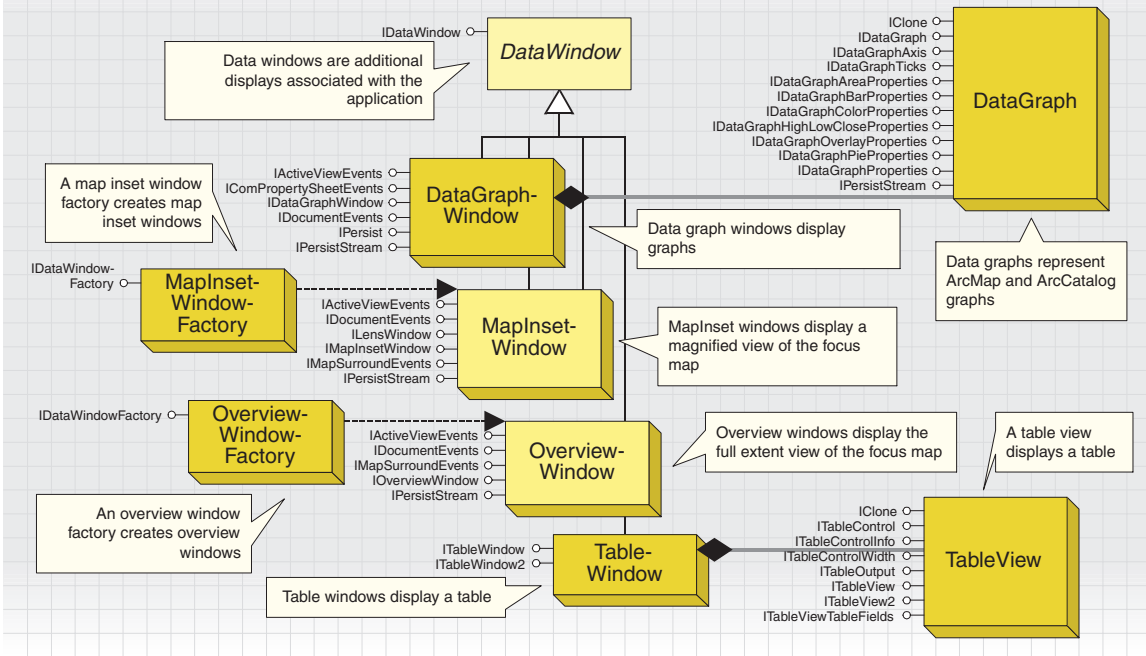 IDataWindow
DataWindow
Data windows are additional
displays associated with the
application
IClone
IDataGraph
IDataGraphAxis
IDataGraphTicks
IDataGraphAreaProperties
IDataGraphBarProperties
IDataGraphColorProperties
IDataGraphHighLowCloseProperties
IDataGraphOverlayProperties
IDataGraphPieProperties
IDataGraphProperties
IPersistStream
DataGraph
A map inset window
factory creates map
inset windows
IActiveViewEvents
IComPropertySheetEvents
IDataGraphWindow
IDocumentEvents
IPersist
IPersistStream
DataGraph-
Window
Data graph windows display
graphs
Data graphs represent
ArcMap and ArcCatalog
graphs
IDataWindow-
Factory
MapInset-
Window-
Factory
IActiveViewEvents
IDocumentEvents
ILensWindow
IMapInsetWindow
IMapSurroundEvents
IPersistStream
MapInset-
Window
MapInset windows display a
magnified view of the focus
map
IDataWindowFactory
Overview-
Window-
Factory
IActiveViewEvents
IDocumentEvents
IMapSurroundEvents
IOverviewWindow
IPersistStream
Overview-
Window
Overview windows display the
full extent view of the focus map
A table view
displays a table
An overview window
factory creates overview
windows
ITableWindow
ITableWindow2
Table-
Window
Table windows display a table
IClone
ITableControl
ITableControlInfo
ITableControlWidth
ITableOutput
ITableView
ITableView2
ITableViewTableFields
TableView